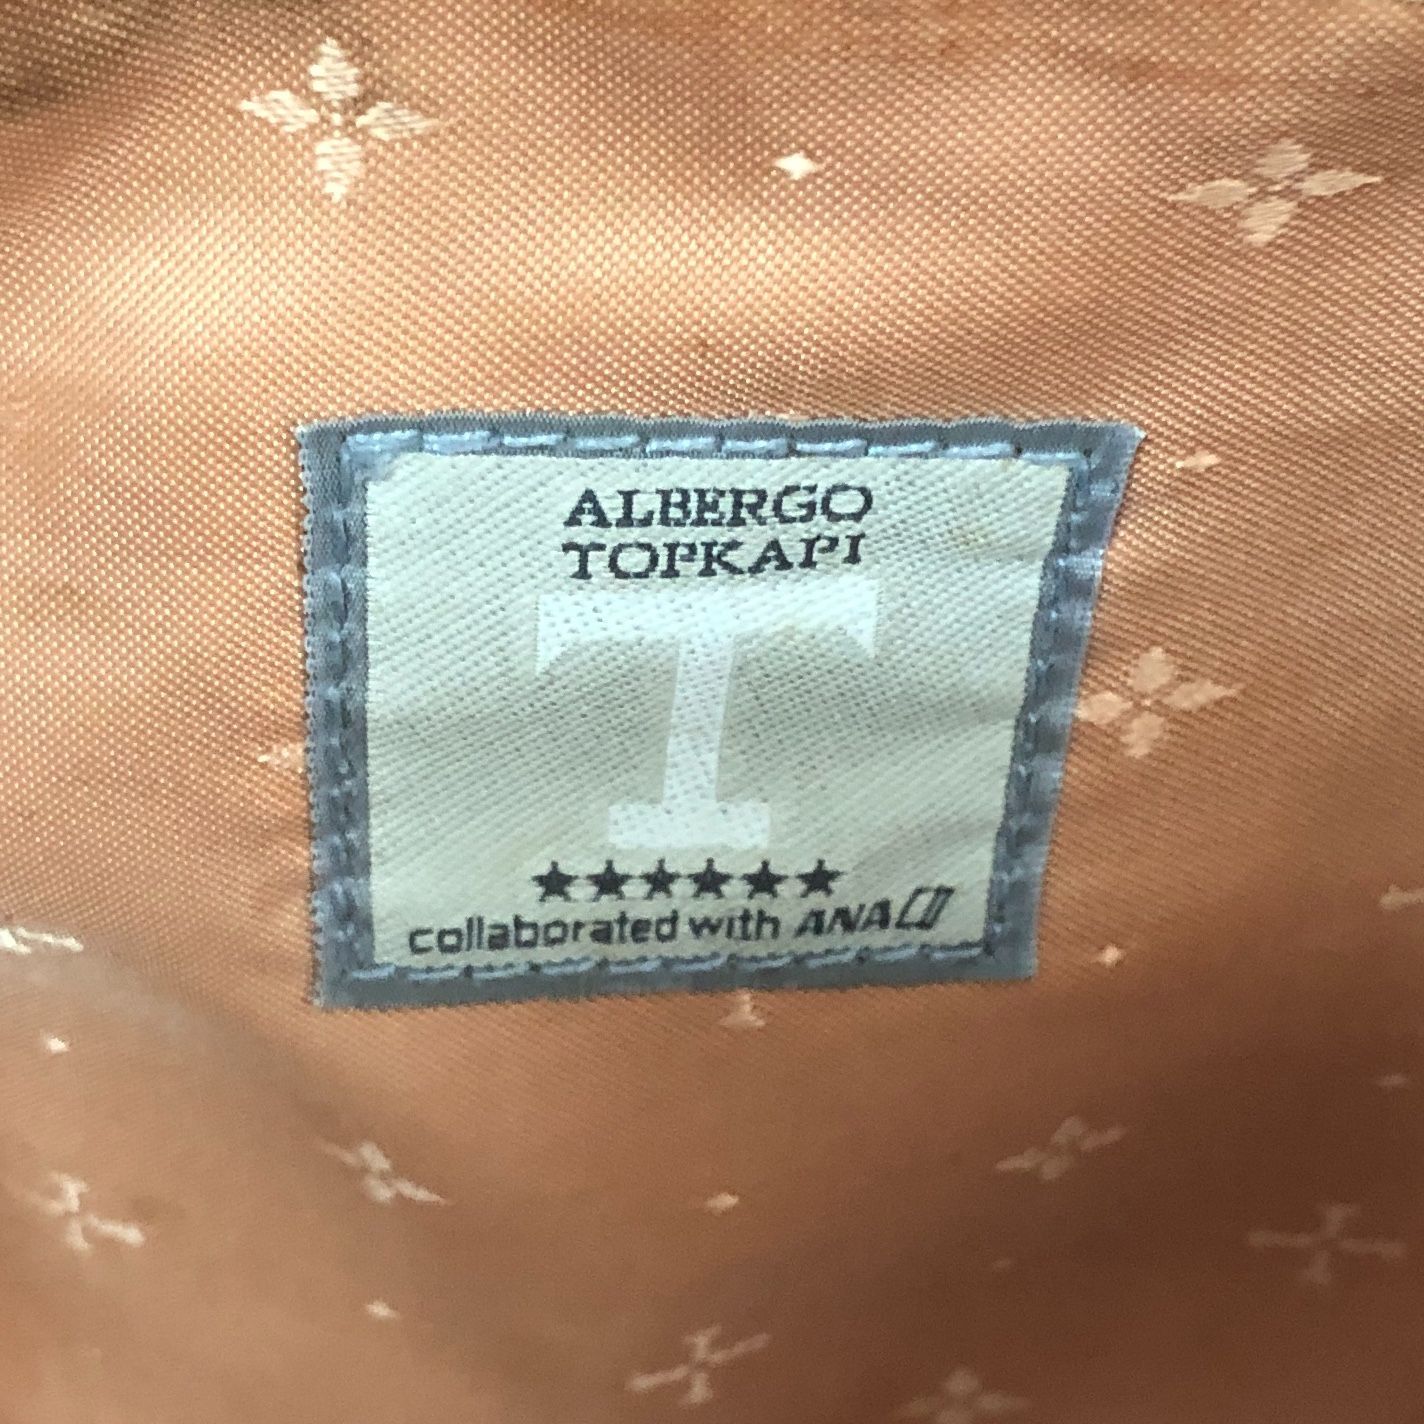 ALBERGO
TOPKAPI
T
★★★★★★
collaborated with ANA